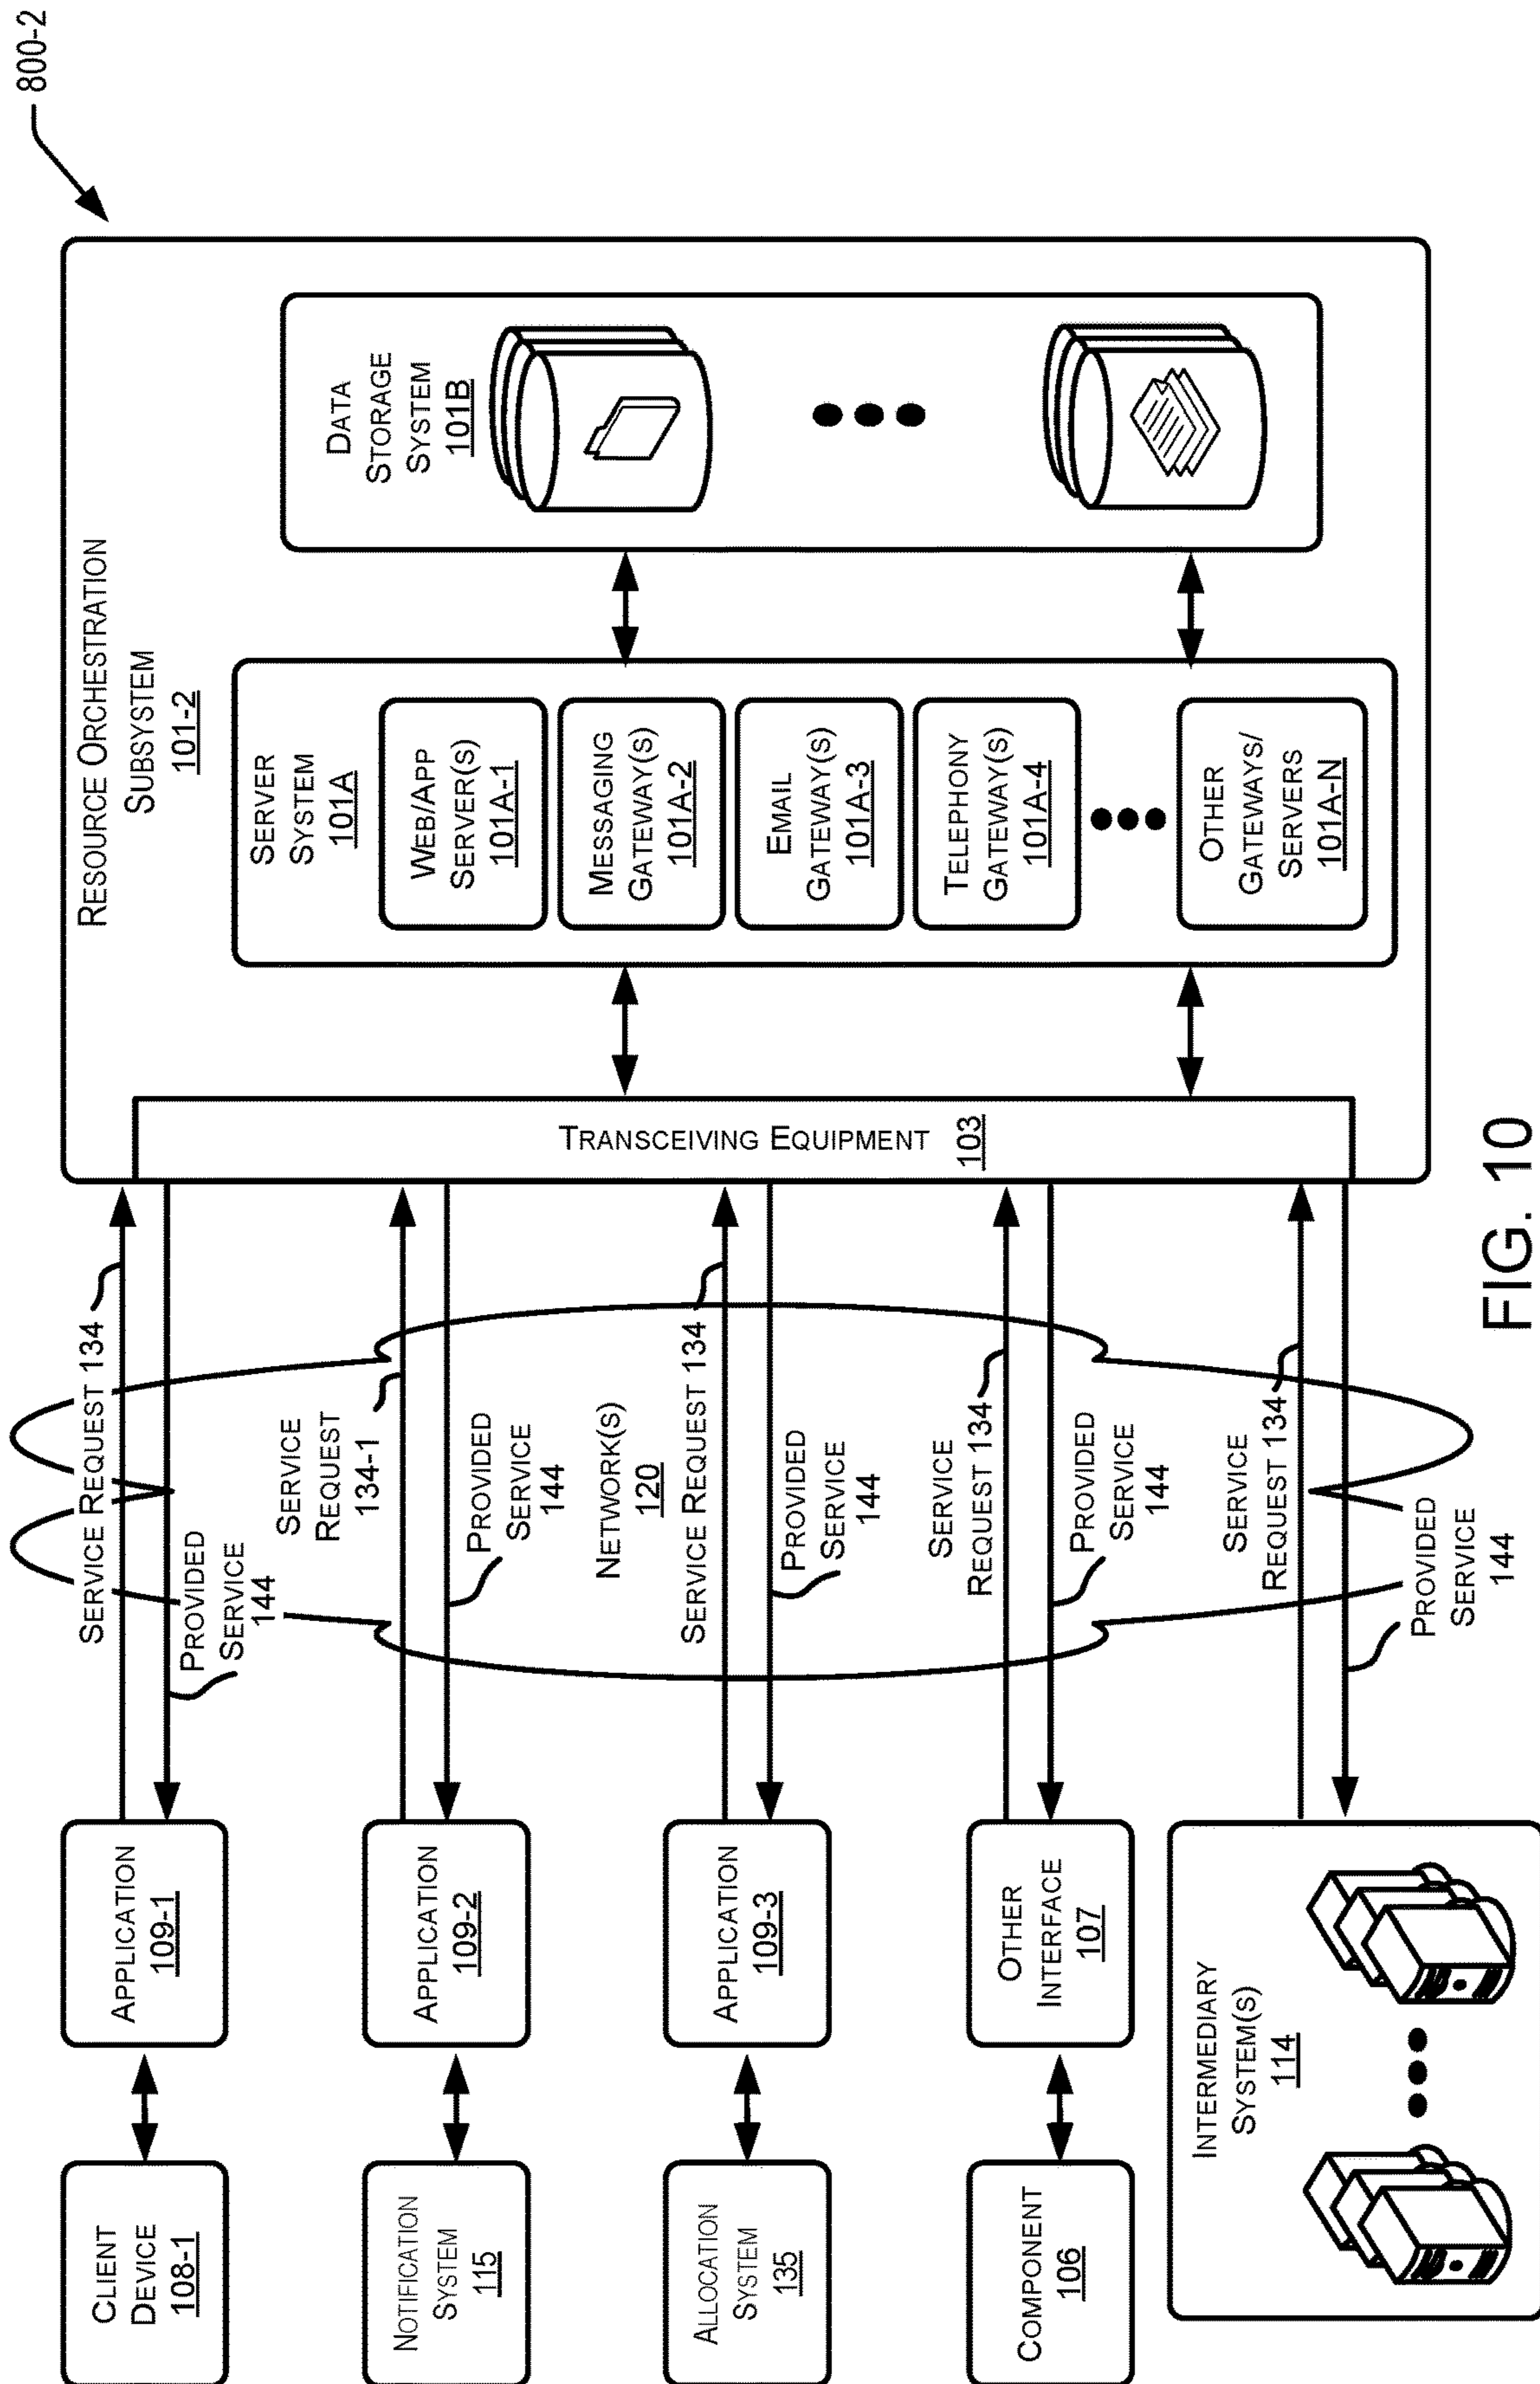 800-2
RESOURCE ORCHESTRATION
SUBSYSTEM
101-2
DATA
STORAGE
SYSTEM
101B
SERVER
SYSTEM
101A
WEB/APP
SERVER(S)
101A-1
MESSAGING
GATEWAY(S)
101A-2
EMAIL
GATEWAY(S)
101A-3
TELEPHONY
GATEWAY(S)
101A-4
OTHER
GATEWAYS/
SERVERS
101A-N
TRANSCEIVING EQUIPMENT
103
SERVICE REQUEST 134
PROVIDED
SERVICE
144
SERVICE
REQUEST
134-1
PROVIDED
SERVICE
144
NETWORK(S)
120
SERVICE REQUEST 134
PROVIDED
SERVICE
144
SERVICE
REQUEST 134
PROVIDED
SERVICE
144
SERVICE
REQUEST 134
PROVIDED
SERVICE
144
APPLICATION
109-1
APPLICATION
109-2
APPLICATION
109-3
OTHER
INTERFACE
107
INTERMEDIARY
SYSTEM(S)
114
CLIENT
DEVICE
108-1
NOTIFICATION
SYSTEM
115
ALLOCATION
SYSTEM
135
COMPONENT
106
FIG. 10